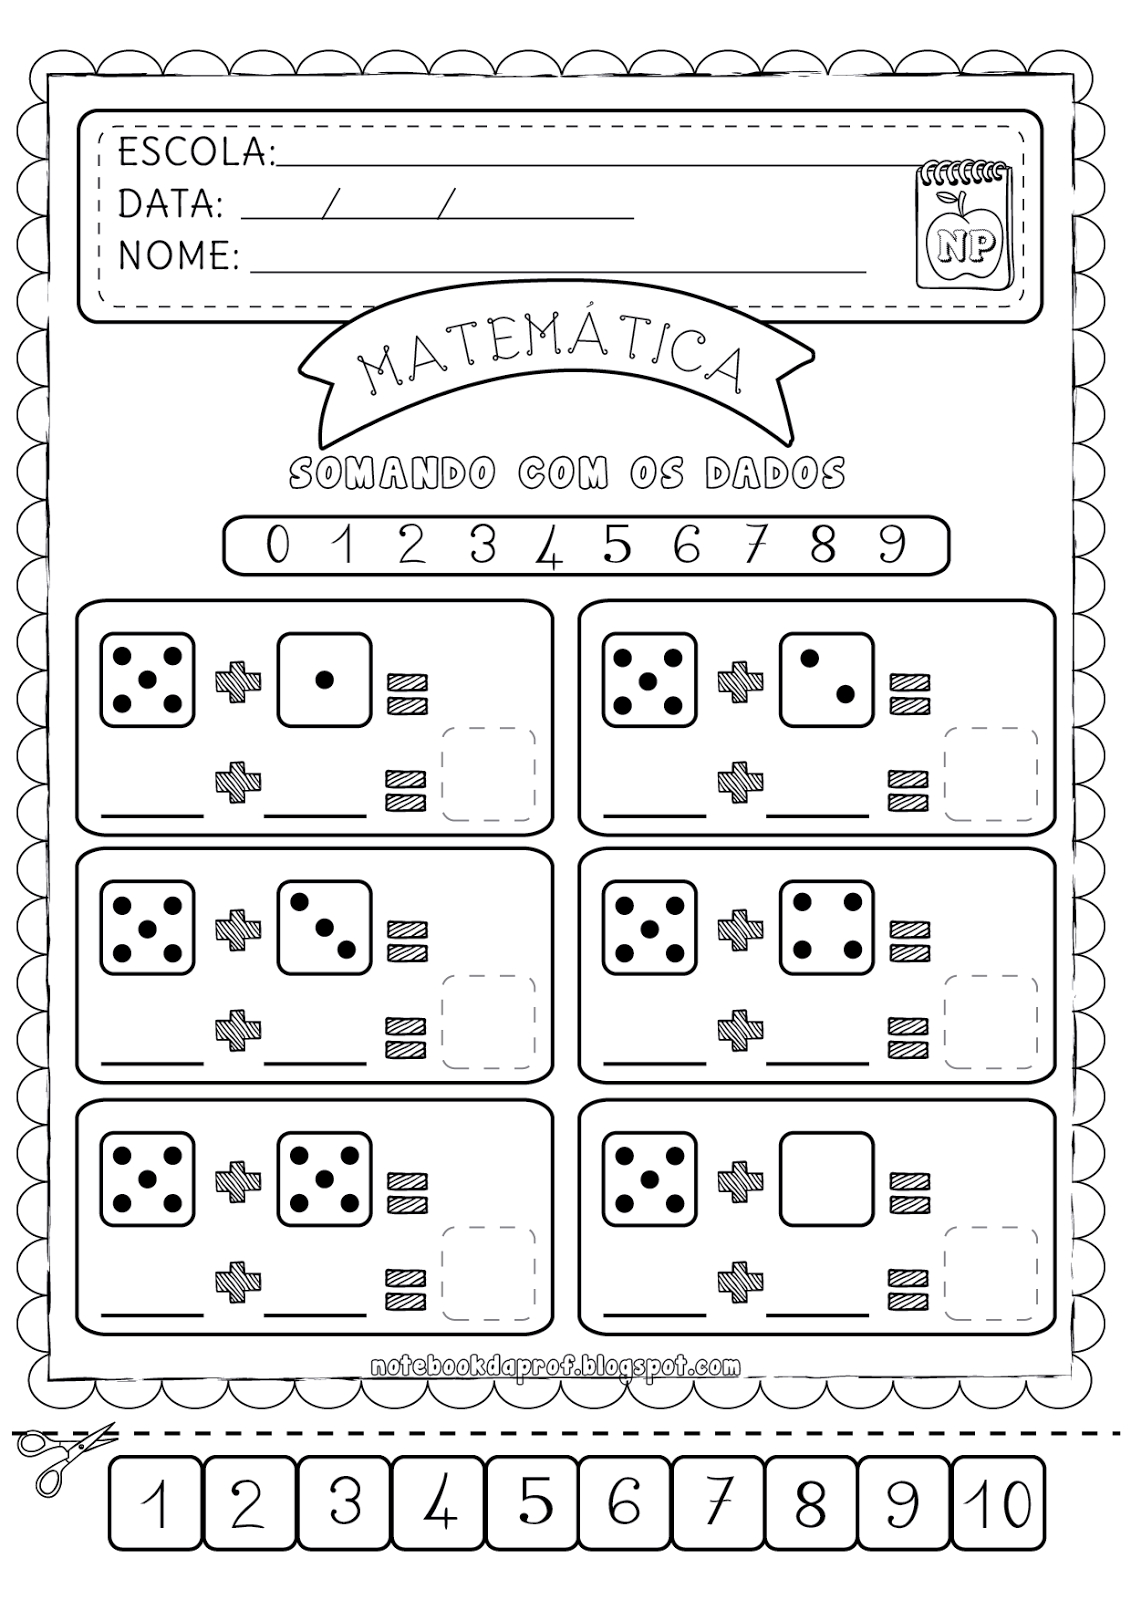 ESCOLA:
DATA: / /
NOME:
NP
MATEMÁTICA
SOMANDO COM OS DADOS
0 1 2 3 4 5 6 7 8 9
+ =
+ =
+ =
+ =
+ =
+ =
+ =
+ =
+ =
+ =
+ =
+ =
notebookdaprof.blogspot.com
1 2 3 4 5 6 7 8 9 10